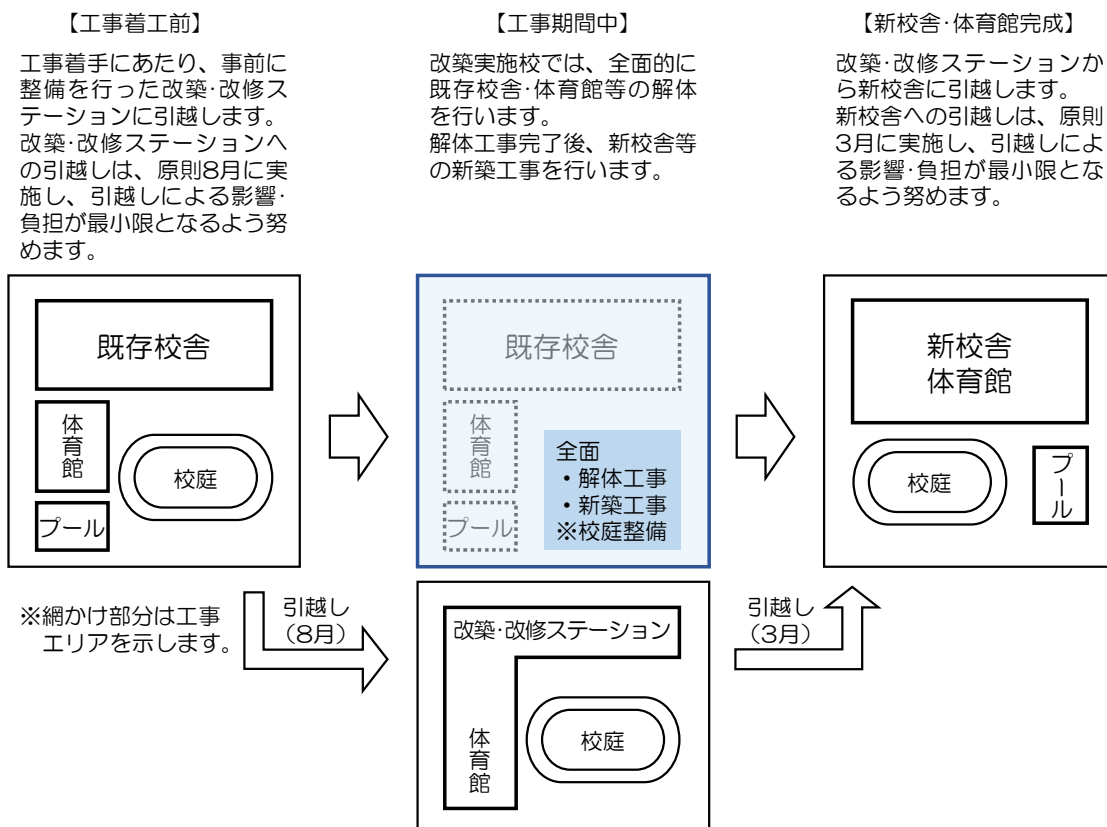 【工事着工前】
工事着手にあたり、事前に
整備を行った改築･改修ス
テーションに引越します。
改築･改修ステーションへ
の引越しは、原則8月に実
施し、引越しによる影響･
負担が最小限となるよう努
めます。
【工事期間中】
改築実施校では、全面的に
既存校舎･体育館等の解体
を行います。
解体工事完了後、新校舎等
の新築工事を行います。
【新校舎･体育館完成】
改築･改修ステーションか
ら新校舎に引越します。
新校舎への引越しは、原則
3月に実施し、引越しによ
る影響･負担が最小限とな
るよう努めます。
既存校舎
体育館
校庭
プール
既存校舎
体育館
プール
全面
・解体工事
・新築工事
※校庭整備
新校舎
体育館
校庭
プール
※網かけ部分は工事
エリアを示します。
引越し
（8月）
改築･改修ステーション
体育館
校庭
引越し
（3月）